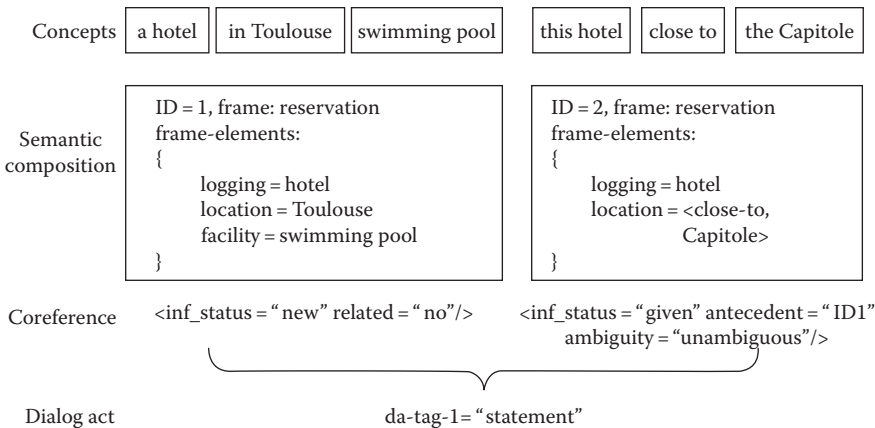 Concepts a hotel in Toulouse swimming pool this hotel close to the Capitole
Semantic composition
ID = 1, frame: reservation
frame-elements:
{
logging = hotel
location = Toulouse
facility = swimming pool
}
ID = 2, frame: reservation
frame-elements:
{
logging = hotel
location = <close-to,
Capitole>
}
Coreference <inf_status = “new” related = “no”/> <inf_status = “given” antecedent = “ID1”
ambiguity = “unambiguous”/>
Dialog act da-tag-1= “statement”